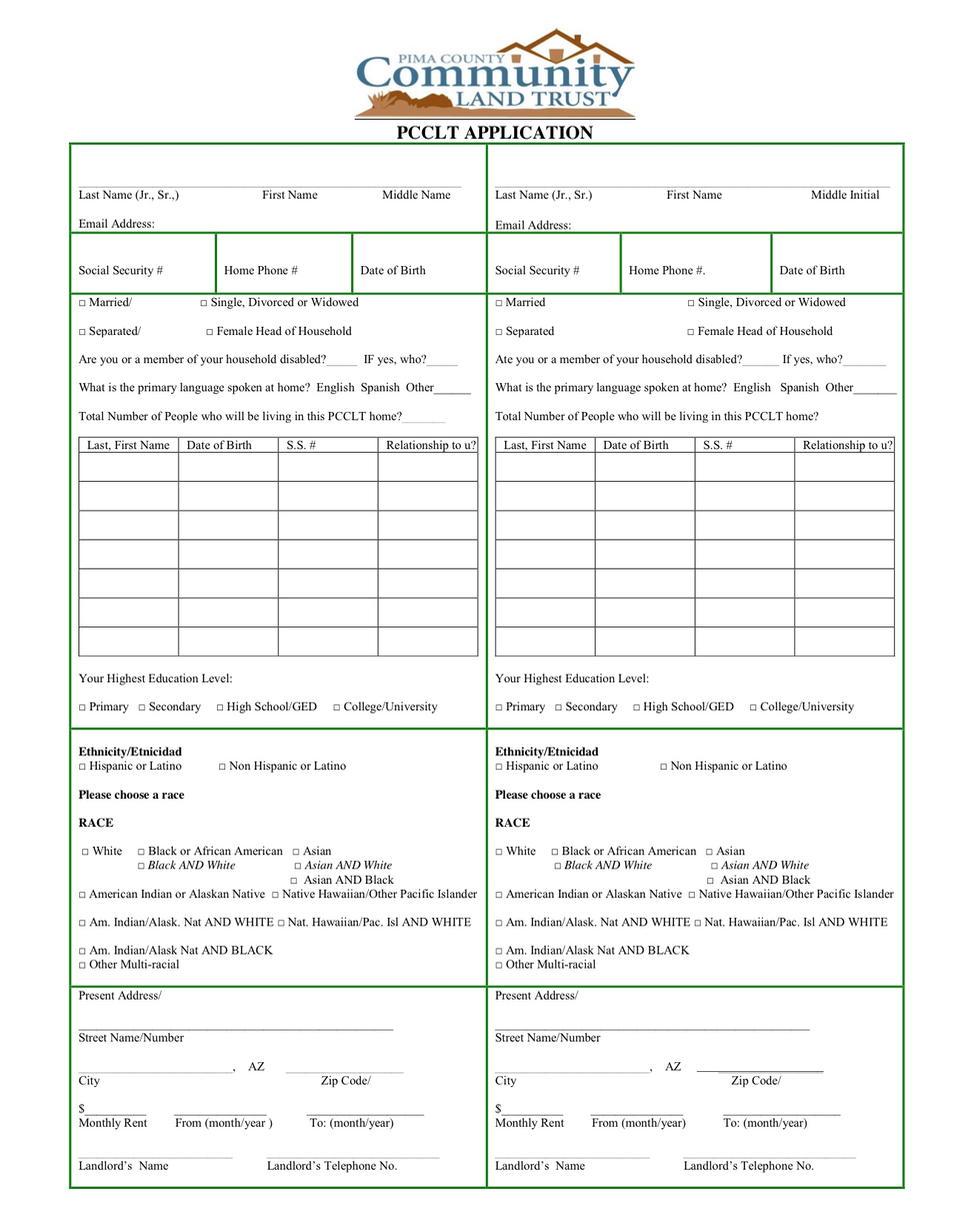 PIMA COUNTY
Community
LAND TRUST
PCCLT APPLICATION
Last Name (Jr., Sr.,) First Name Middle Name
Email Address:
Last Name (Jr., Sr.) First Name Middle Initial
Email Address:
Social Security # Home Phone # Date of Birth
Social Security # Home Phone #. Date of Birth
□ Married/ □ Single, Divorced or Widowed
□ Separated/ □ Female Head of Household
Are you or a member of your household disabled?_____ IF yes, who?_____
What is the primary language spoken at home? English Spanish Other______
Total Number of People who will be living in this PCCLT home?_______
Last, First Name Date of Birth S.S. # Relationship to u?
Your Highest Education Level:
□ Primary □ Secondary □ High School/GED □ College/University
□ Married □ Single, Divorced or Widowed
□ Separated □ Female Head of Household
Ate you or a member of your household disabled?______ If yes, who?_______
What is the primary language spoken at home? English Spanish Other_______
Total Number of People who will be living in this PCCLT home?
Last, First Name Date of Birth S.S. # Relationship to u?
Your Highest Education Level:
□ Primary □ Secondary □ High School/GED □ College/University
Ethnicity/Etnicidad
□ Hispanic or Latino □ Non Hispanic or Latino
Please choose a race
RACE
□ White □ Black or African American □ Asian
□ Black AND White □ Asian AND White
□ Asian AND Black
□ American Indian or Alaskan Native □ Native Hawaiian/Other Pacific Islander
□ Am. Indian/Alask. Nat AND WHITE □ Nat. Hawaiian/Pac. Isl AND WHITE
□ Am. Indian/Alask Nat AND BLACK
□ Other Multi-racial
Ethnicity/Etnicidad
□ Hispanic or Latino □ Non Hispanic or Latino
Please choose a race
RACE
□ White □ Black or African American □ Asian
□ Black AND White □ Asian AND White
□ Asian AND Black
□ American Indian or Alaskan Native □ Native Hawaiian/Other Pacific Islander
□ Am. Indian/Alask. Nat AND WHITE □ Nat. Hawaiian/Pac. Isl AND WHITE
□ Am. Indian/Alask Nat AND BLACK
□ Other Multi-racial
Present Address/
Street Name/Number
, AZ
City Zip Code/
$
Monthly Rent From (month/year ) To: (month/year)
Landlord's Name Landlord's Telephone No.
Present Address/
Street Name/Number
, AZ
City Zip Code/
$
Monthly Rent From (month/year) To: (month/year)
Landlord's Name Landlord's Telephone No.